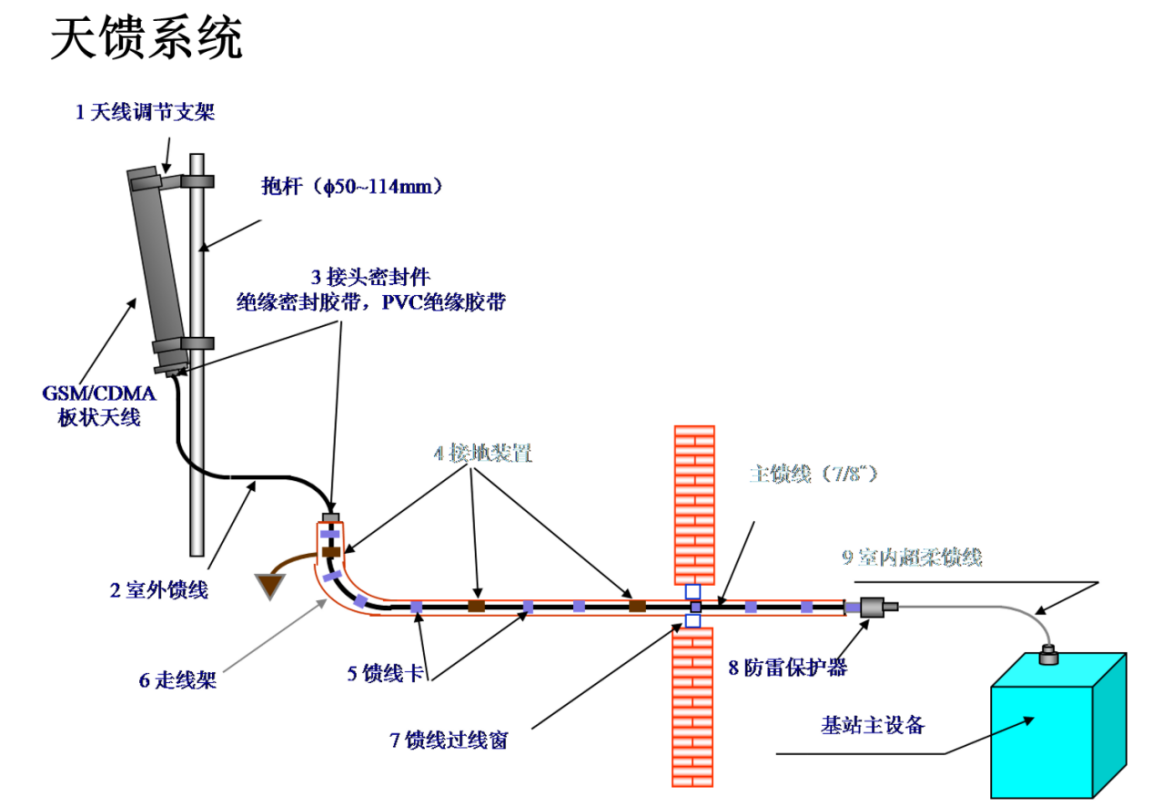 天馈系统
1 天线调节支架
抱杆（ϕ50~114mm）
3 接头密封件
绝缘密封胶带，PVC绝缘胶带
GSM/CDMA
板状天线
4 接地装置
主馈线（7/8“）
9 室内超柔馈线
2 室外馈线
6 走线架
5 馈线卡
8 防雷保护器
7 馈线过线窗
基站主设备